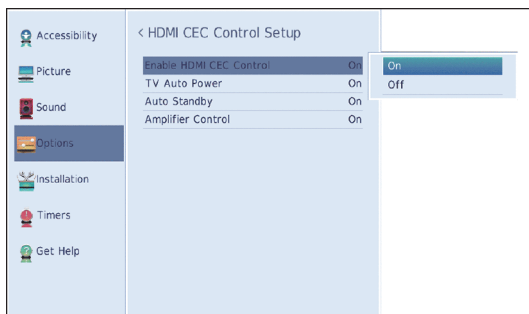 Accessibility
Picture
Sound
Options
Installation
Timers
Get Help
< HDMI CEC Control Setup
Enable HDMI CEC Control On
TV Auto Power On
Auto Standby On
Amplifier Control On
On
Off